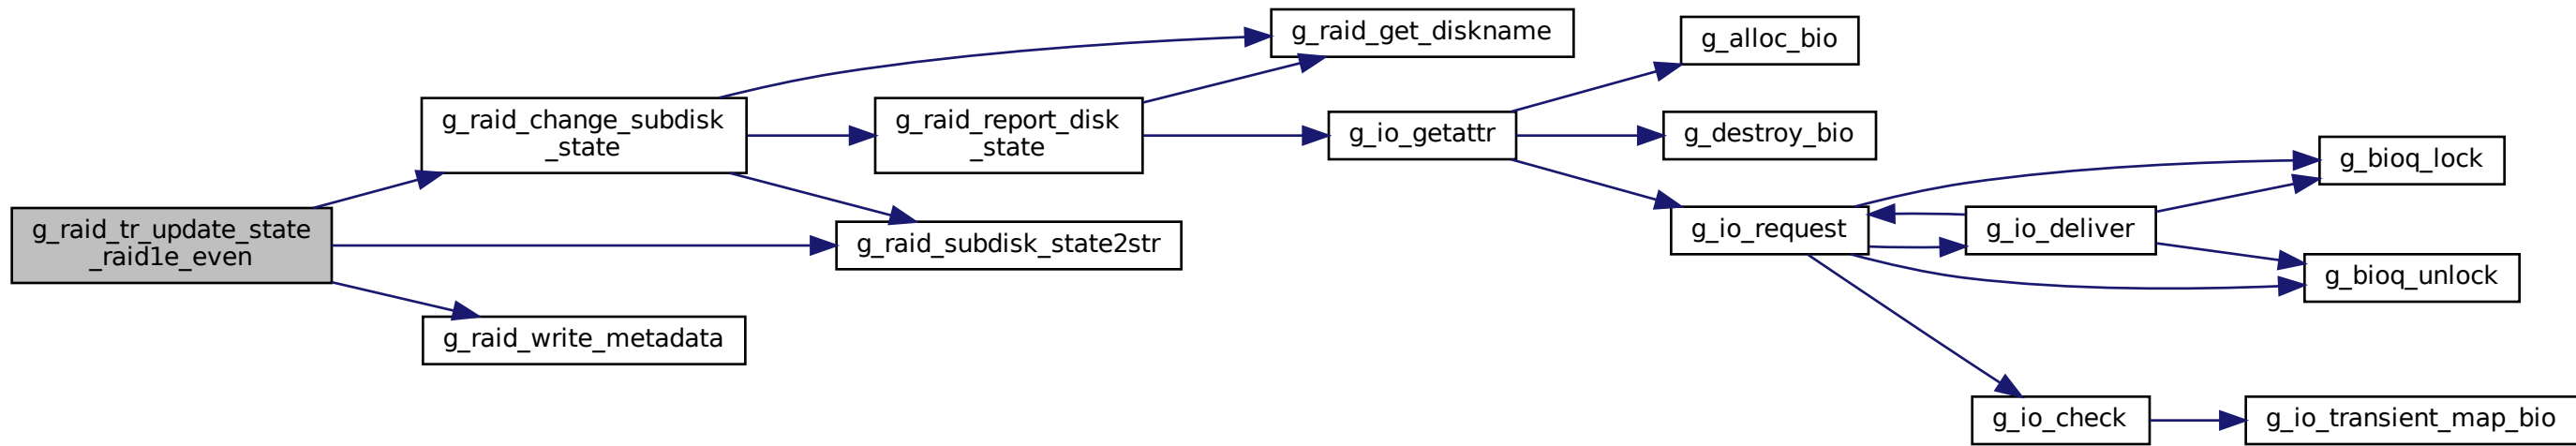 g_raid_tr_update_state
_raid1e_even
g_raid_change_subdisk
_state
g_raid_write_metadata
g_raid_report_disk
_state
g_raid_subdisk_state2str
g_raid_get_diskname
g_io_getattr
g_alloc_bio
g_destroy_bio
g_io_request
g_io_deliver
g_io_check
g_bioq_lock
g_bioq_unlock
g_io_transient_map_bio